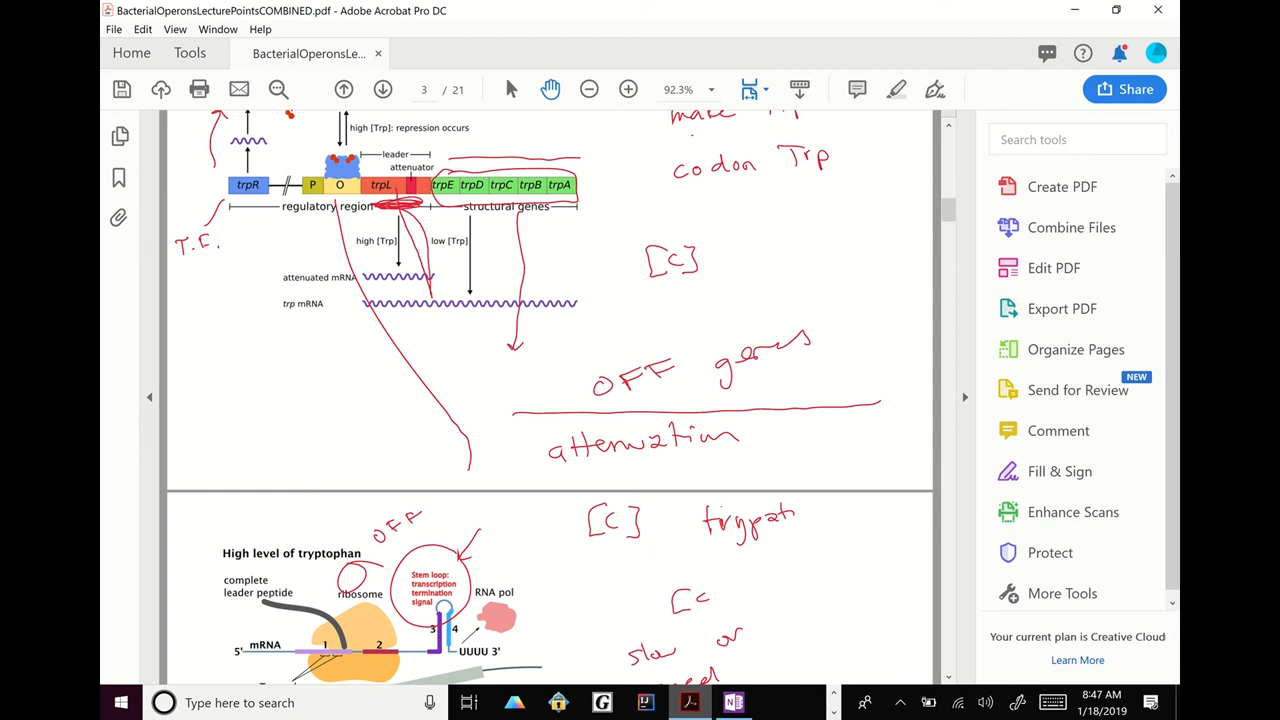 BacterialOperonsLecturePointsCOMBINED.pdf - Adobe Acrobat Pro DC
File Edit View Window Help
Home Tools BacterialOperonsLe... ×
3 / 21 92.3% Share
high [Trp]: repression occurs
codon Trp
leader
attenuator
trpR P O trpL trpE trpD trpC trpB trpA
regulatory region structural genes
T.F.
high [Trp] low [Trp]
[C]
attenuated mRNA
trp mRNA
OFF genes
attenuation
[C] trypat
OFF
High level of tryptophan
complete
leader peptide
ribosome
Stem loop:
transcription
termination
signal
RNA pol
[c
slow or
3 4
5' mRNA 1 2 UUUU 3'
Search tools
Create PDF
Combine Files
Edit PDF
Export PDF
Organize Pages
NEW
Send for Review
Comment
Fill & Sign
Enhance Scans
Protect
More Tools
Your current plan is Creative Cloud
Learn More
Type here to search
8:47 AM
1/18/2019